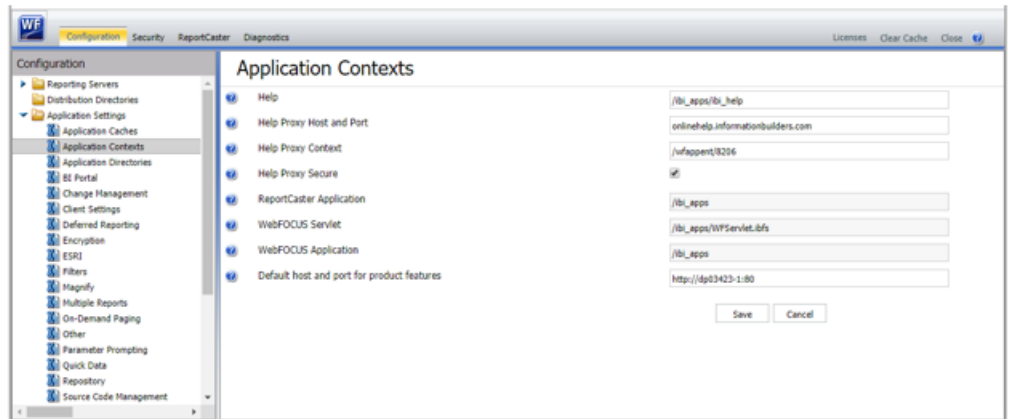 WF
Configuration Security ReportCaster Diagnostics
Licenses Clear Cache Close
Configuration
Reporting Servers
Distribution Directories
Application Settings
Application Caches
Application Contexts
Application Directories
BI Portal
Change Management
Client Settings
Deferred Reporting
Encryption
ESRI
Filters
Magnify
Multiple Reports
On-Demand Paging
Other
Parameter Prompting
Quick Data
Repository
Source Code Management
Application Contexts
Help /ibi_apps/ibi_help
Help Proxy Host and Port onlinehelp.informationbuilders.com
Help Proxy Context /wfappent/8206
Help Proxy Secure
ReportCaster Application /ibi_apps
WebFOCUS Servlet /ibi_apps/WFServlet.ibfs
WebFOCUS Application /ibi_apps
Default host and port for product features http://dp03423-1:80
Save Cancel